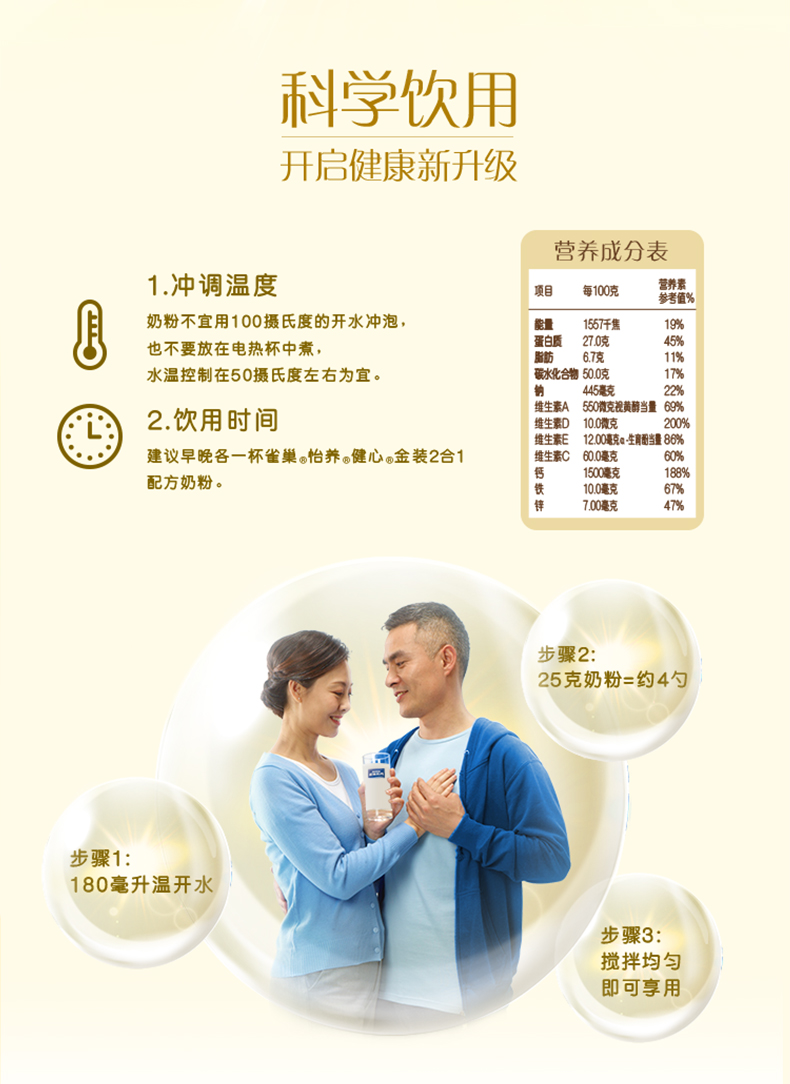 科学饮用
开启健康新升级
1.冲调温度
奶粉不宜用100摄氏度的开水冲泡，
也不要放在电热杯中煮，
水温控制在50摄氏度左右为宜。
2.饮用时间
建议早晚各一杯雀巢®怡养®健心®金装2合1
配方奶粉。
营养成分表
项目 每100克 营养素参考值%
能量 1557千焦 19%
蛋白质 27.0克 45%
脂肪 6.7克 11%
碳水化合物 50.0克 17%
钠 445毫克 22%
维生素A 550微克视黄醇当量 69%
维生素D 10.0微克 200%
维生素E 12.00毫克α-生育酚当量 86%
维生素C 60.0毫克 60%
钙 1500毫克 188%
铁 10.0毫克 67%
锌 7.00毫克 47%
步骤1:
180毫升温开水
步骤2:
25克奶粉=约4勺
步骤3:
搅拌均匀
即可享用